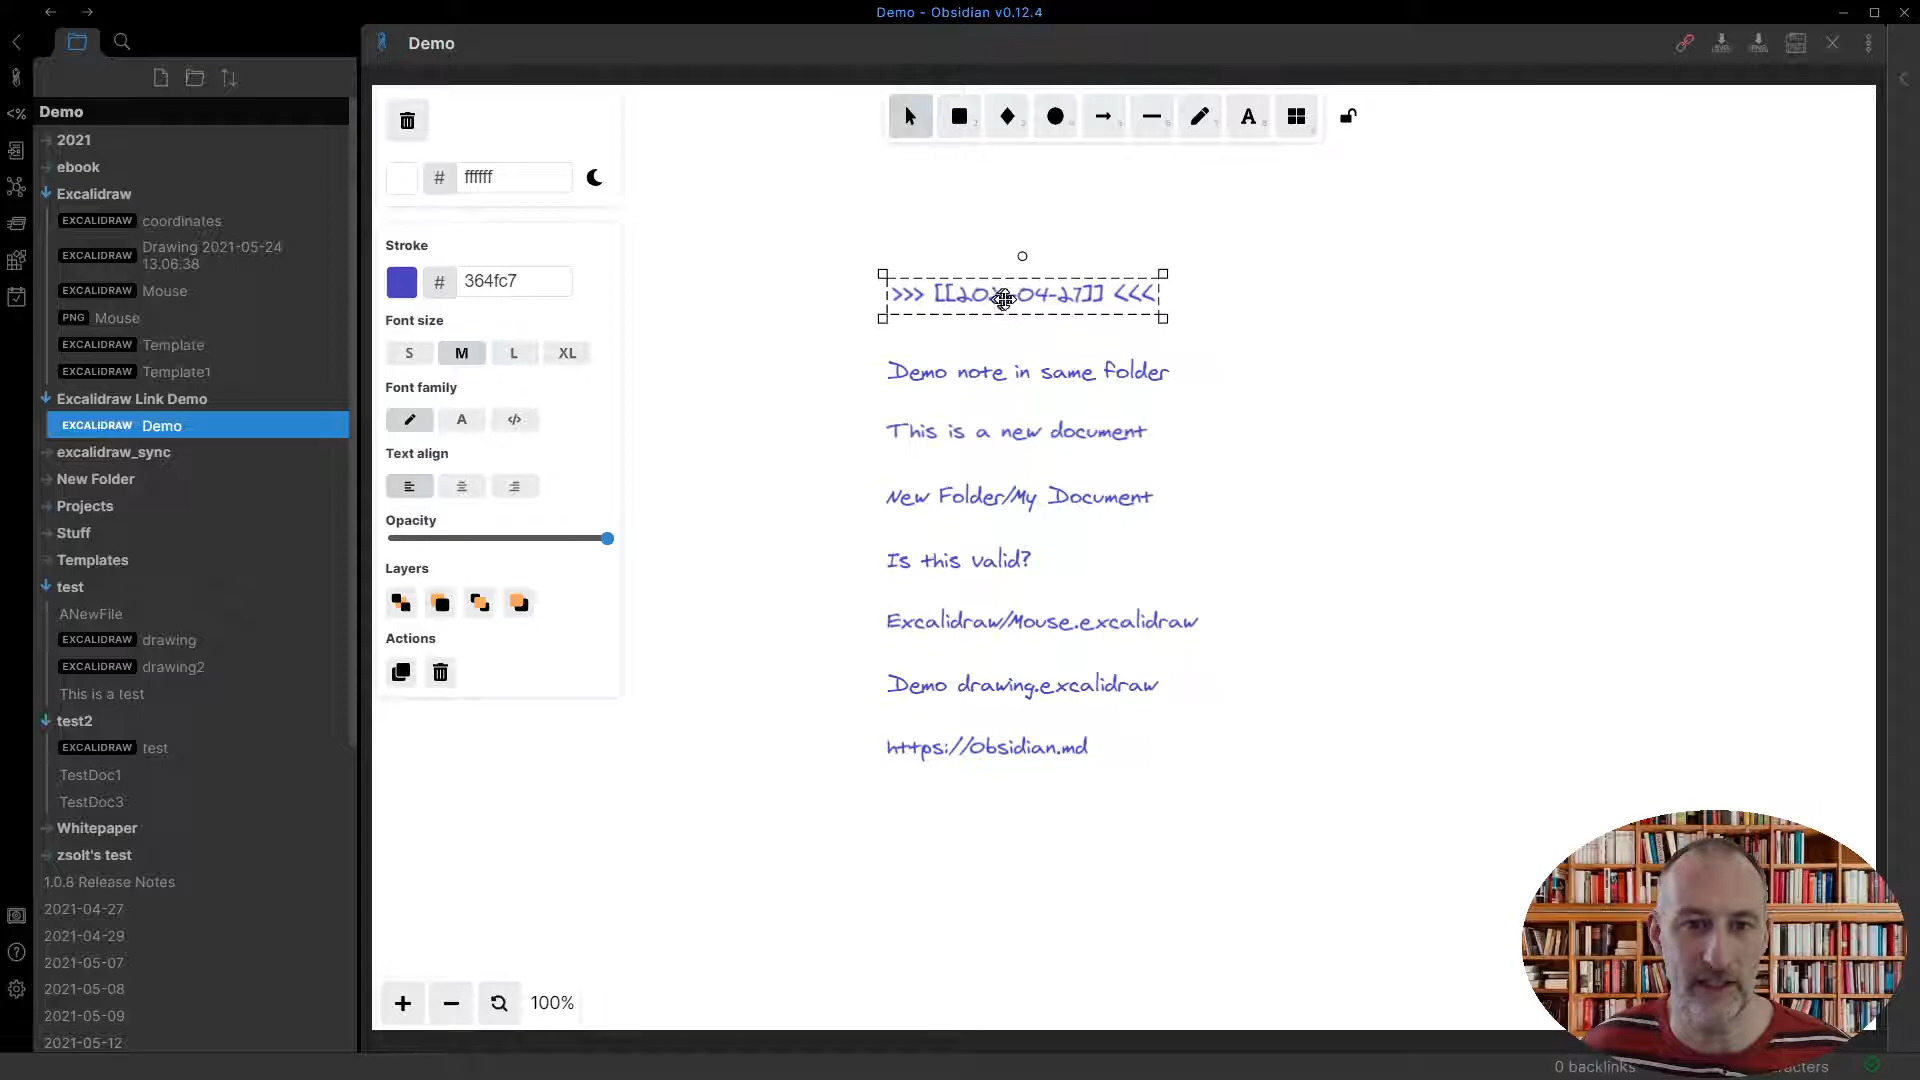 Demo - Obsidian v0.12.4
Demo
Demo
2021
ebook
Excalidraw
EXCALIDRAW coordinates
EXCALIDRAW Drawing 2021-05-24
13.06.38
EXCALIDRAW Mouse
PNG Mouse
EXCALIDRAW Template
EXCALIDRAW Template1
Excalidraw Link Demo
EXCALIDRAW Demo
excalidraw_sync
New Folder
Projects
Stuff
Templates
test
ANewFile
EXCALIDRAW drawing
EXCALIDRAW drawing2
This is a test
test2
EXCALIDRAW test
TestDoc1
TestDoc3
Whitepaper
zsolt's test
1.0.8 Release Notes
2021-04-27
2021-04-29
2021-05-07
2021-05-08
2021-05-09
2021-05-12
# ffffff
Stroke
# 364fc7
Font size
S M L XL
Font family
A </>
Text align
Opacity
Layers
Actions
100%
A
>>> [[2021-04-27]] <<<
Demo note in same folder
This is a new document
New Folder/My Document
Is this valid?
Excalidraw/Mouse.excalidraw
Demo drawing.excalidraw
https://Obsidian.md
0 backlinks